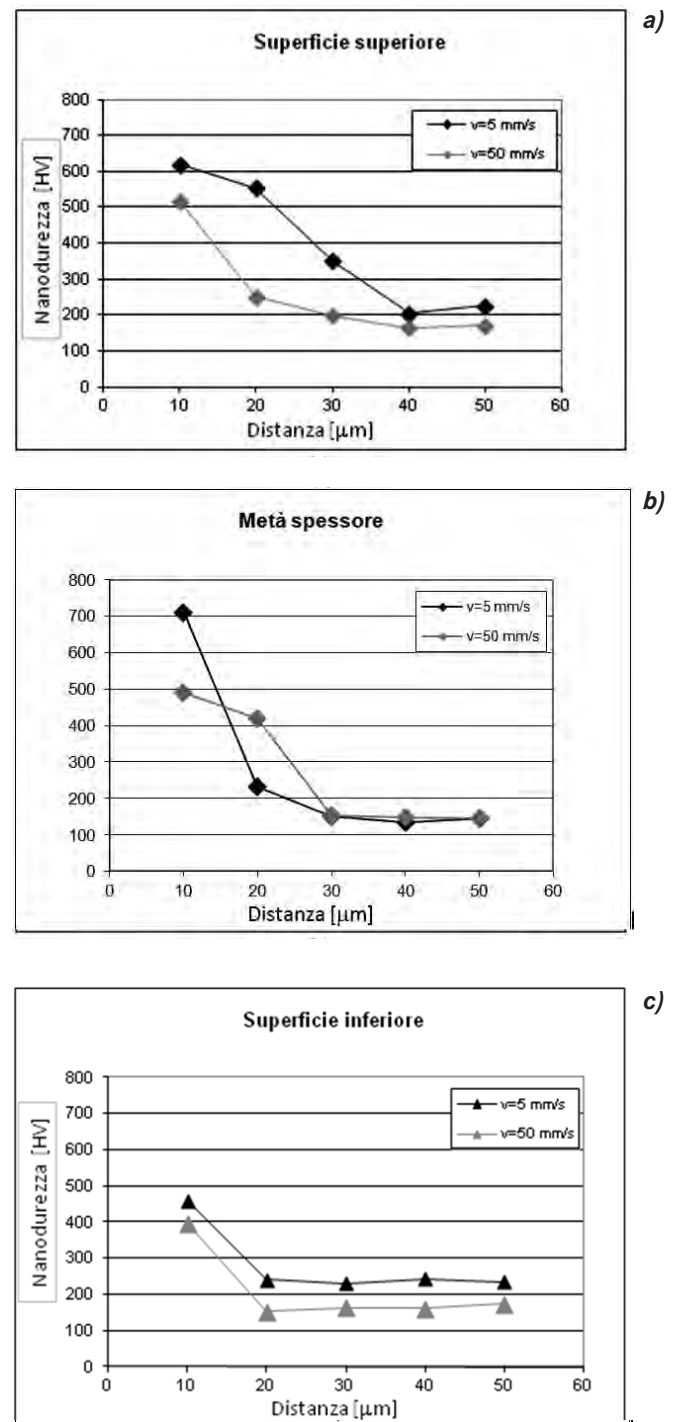 a)
Superficie superiore
800
700
600
500
400
300
200
100
0
Nanodurezza [HV]
v=5 mm/s
v=50 mm/s
0 10 20 30 40 50 60
Distanza [μm]
b)
Metà spessore
800
700
600
500
400
300
200
100
0
v=5 mm/s
v=50 mm/s
0 10 20 30 40 50 60
Distanza [μm]
c)
Superficie inferiore
800
700
600
500
400
300
200
100
0
Nanodurezza [HV]
v=5 mm/s
v=50 mm/s
0 10 20 30 40 50 60
Distanza [μm]